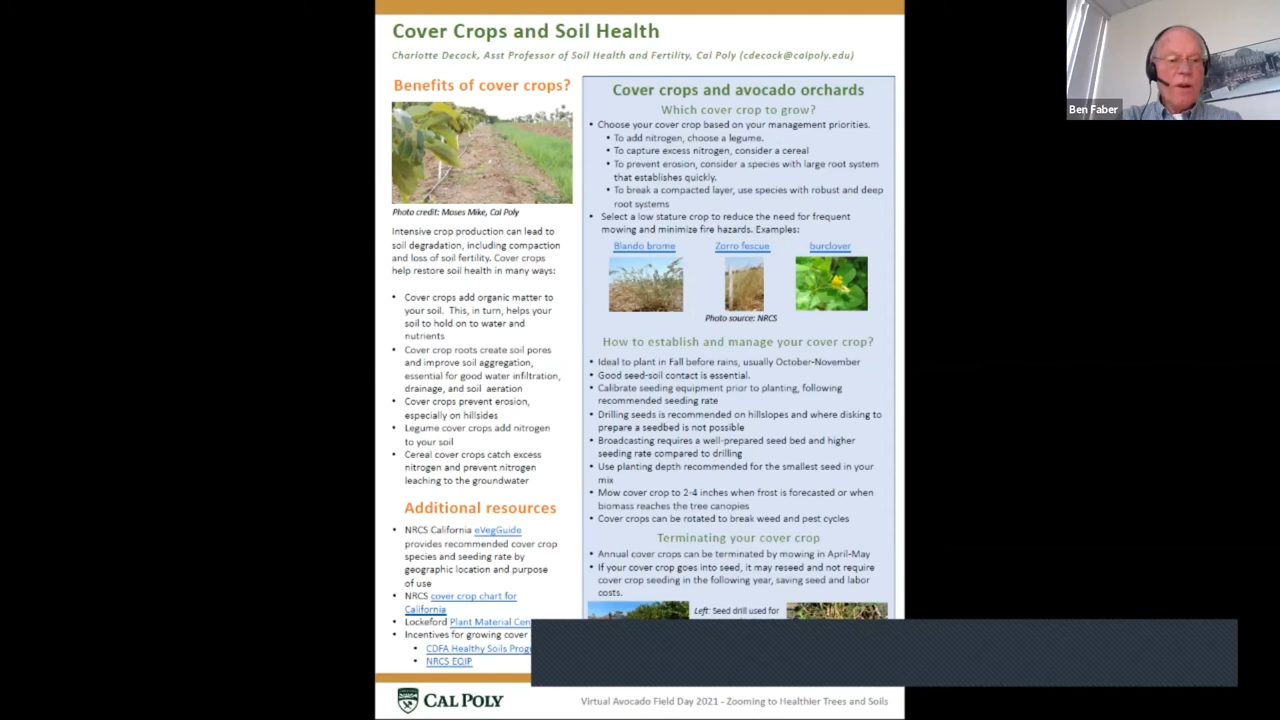 Cover Crops and Soil Health
Charlotte Decock, Asst Professor of Soil Health and Fertility, Cal Poly (cdecock@calpoly.edu)
Benefits of cover crops?
Photo credit: Moses Mike, Cal Poly
Intensive crop production can lead to
soil degradation, including compaction
and loss of soil fertility. Cover crops
help restore soil health in many ways:
• Cover crops add organic matter to
your soil. This, in turn, helps your
soil to hold on to water and
nutrients
• Cover crop roots create soil pores
and improve soil aggregation,
essential for good water infiltration,
drainage, and soil aeration
• Cover crops prevent erosion,
especially on hillsides
• Legume cover crops add nitrogen
to your soil
• Cereal cover crops catch excess
nitrogen and prevent nitrogen
leaching to the groundwater
Additional resources
• NRCS California eVegGuide
provides recommended cover crop
species and seeding rate by
geographic location and purpose
of use
• NRCS cover crop chart for
California
• Lockeford Plant Material Cen
• Incentives for growing cover
• CDFA Healthy Soils Progr
• NRCS EQIP
Cover crops and avocado orchards
Which cover crop to grow?
• Choose your cover crop based on your management priorities.
• To add nitrogen, choose a legume.
• To capture excess nitrogen, consider a cereal
• To prevent erosion, consider a species with large root system
that establishes quickly.
• To break a compacted layer, use species with robust and deep
root systems
• Select a low stature crop to reduce the need for frequent
mowing and minimize fire hazards. Examples:
Blando brome Zorro fescue burclover
Photo source: NRCS
How to establish and manage your cover crop?
• Ideal to plant in Fall before rains, usually October-November
• Good seed-soil contact is essential.
• Calibrate seeding equipment prior to planting, following
recommended seeding rate
• Drilling seeds is recommended on hillslopes and where disking to
prepare a seedbed is not possible
• Broadcasting requires a well-prepared seed bed and higher
seeding rate compared to drilling
• Use planting depth recommended for the smallest seed in your
mix
• Mow cover crop to 2-4 inches when frost is forecasted or when
biomass reaches the tree canopies
• Cover crops can be rotated to break weed and pest cycles
Terminating your cover crop
• Annual cover crops can be terminated by mowing in April-May
• If your cover crop goes into seed, it may reseed and not require
cover crop seeding in the following year, saving seed and labor
costs.
Left: Seed drill used for
CAL POLY
Virtual Avocado Field Day 2021 - Zooming to Healthier Trees and Soils
Ben Faber